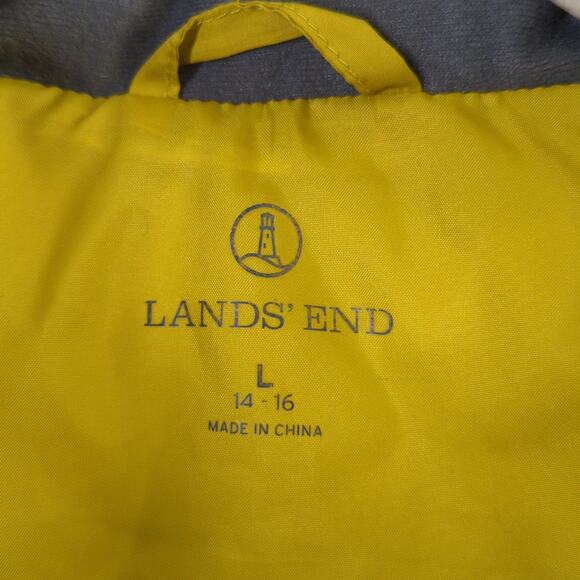 LANDS' END
L
14 - 16
MADE IN CHINA